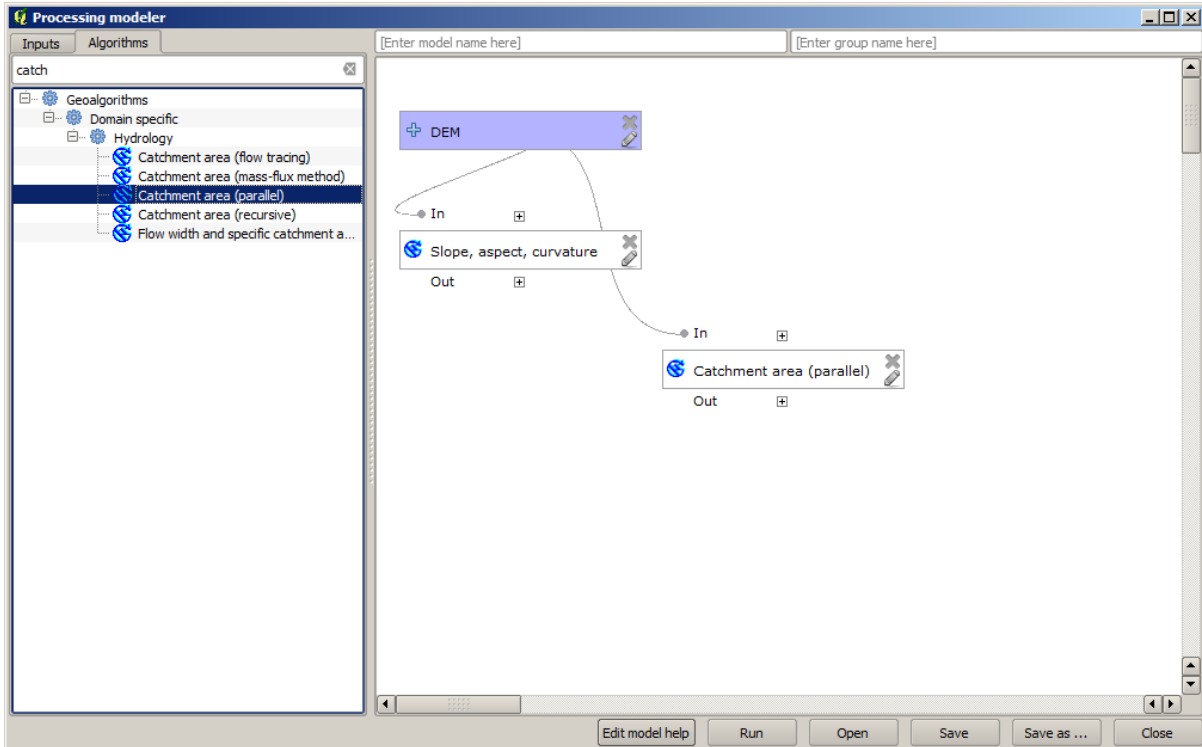 Processing modeler
Inputs
Algorithms
[Enter model name here]
[Enter group name here]
catch
Geoalgorithms
Domain specific
Hydrology
Catchment area (flow tracing)
Catchment area (mass-flux method)
Catchment area (parallel)
Catchment area (recursive)
Flow width and specific catchment a...
DEM
In
Slope, aspect, curvature
Out
In
Catchment area (parallel)
Out
Edit model help
Run
Open
Save
Save as ...
Close